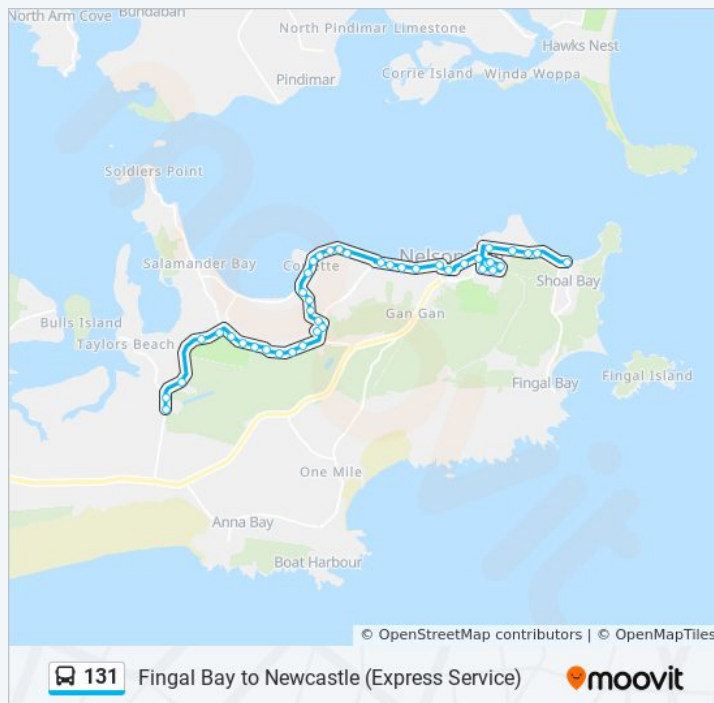 North Arm Cove
Bundabah
North Pindimar Limestone
Hawks Nest
Corrie Island
Winda Woppa
Pindimar
Soldiers Point
Nelson
Salamander Bay
Shoal Bay
Gan Gan
Bulls Island
Taylors Beach
Fingal Island
Fingal Bay
One Mile
Anna Bay
Boat Harbour
© OpenStreetMap contributors | © OpenMapTiles
131 Fingal Bay to Newcastle (Express Service)
moovit